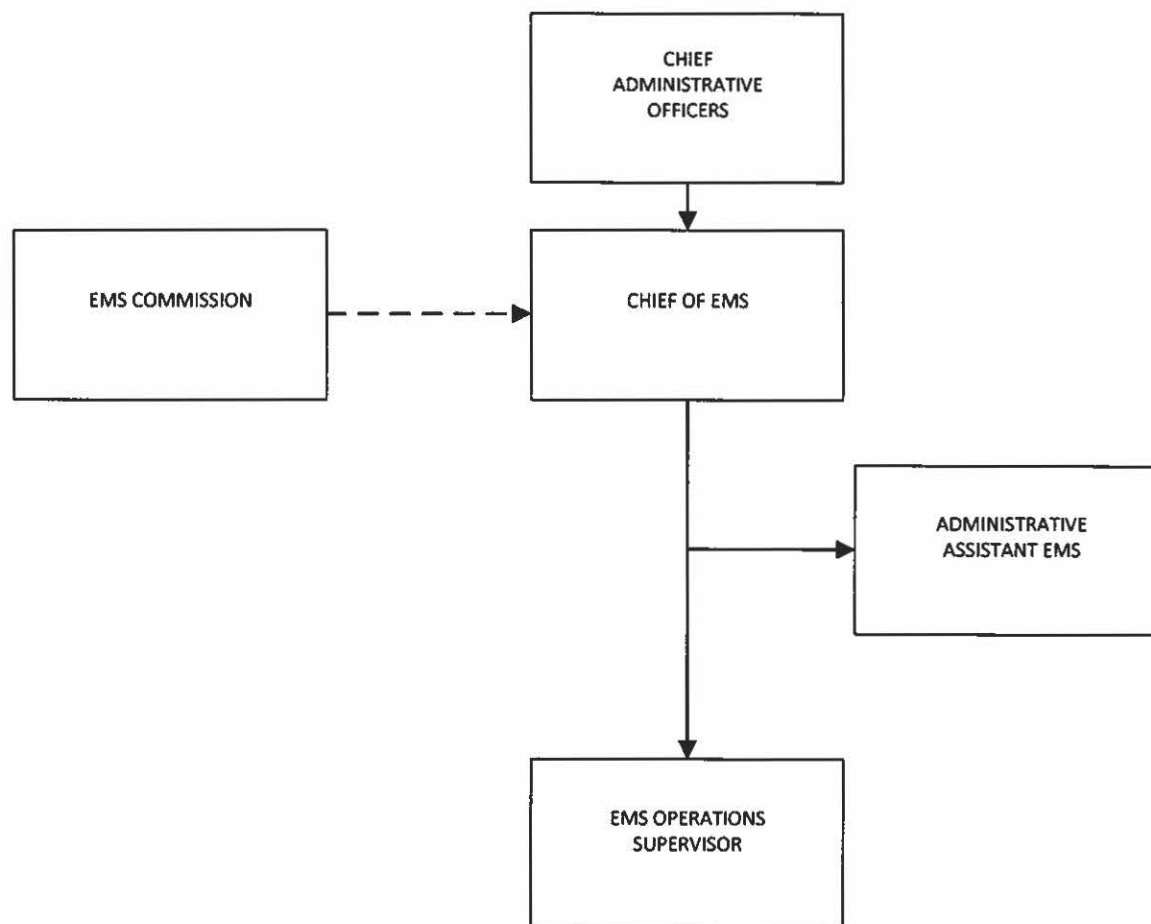 CHIEF
ADMINISTRATIVE
OFFICERS
EMS COMMISSION
CHIEF OF EMS
ADMINISTRATIVE
ASSISTANT EMS
EMS OPERATIONS
SUPERVISOR